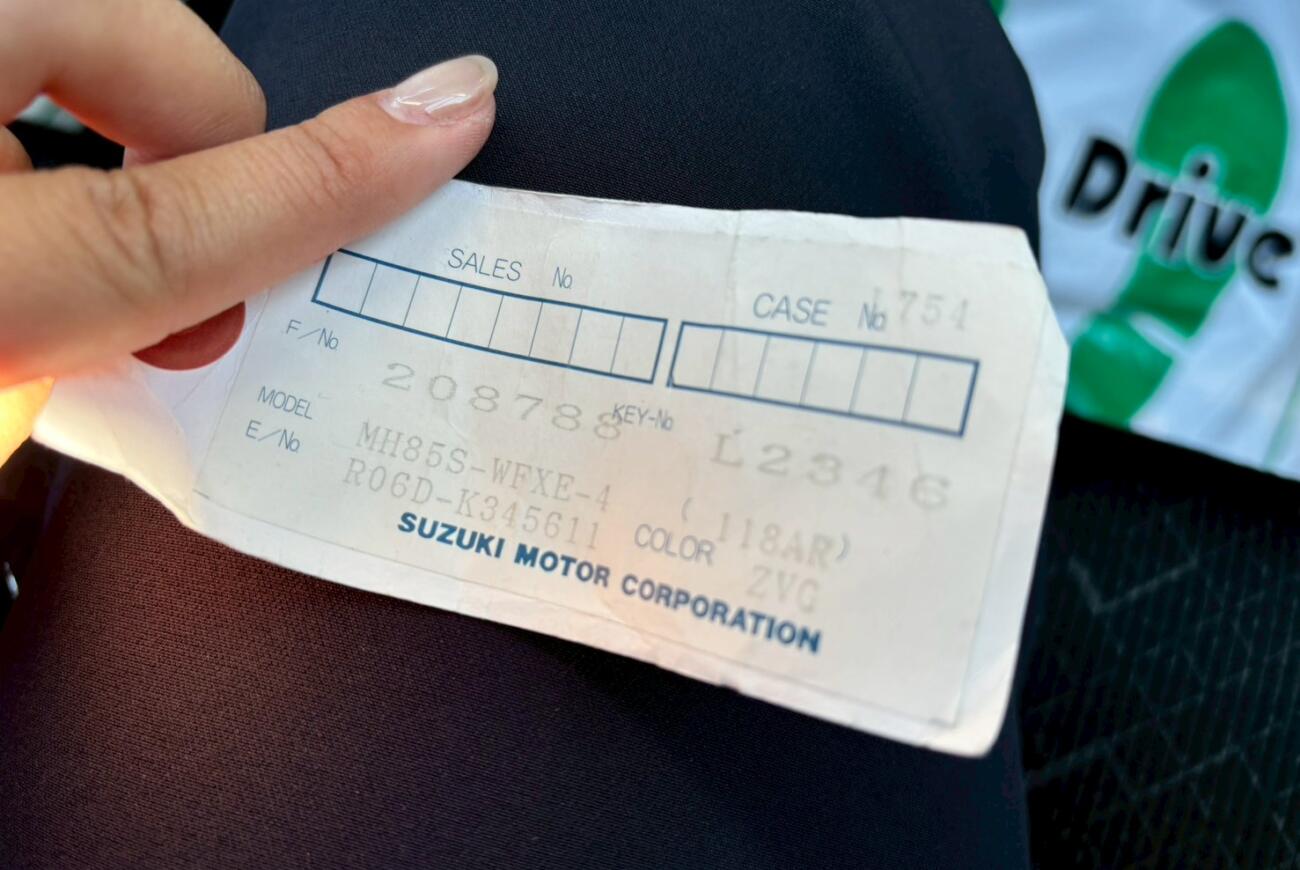 SALES No.
CASE No. 1754
F/No. 208788
KEY-No L2346
MODEL MH85S-WFXE-4
(118AR)
E/No. R06D-K345611
COLOR ZVG
SUZUKI MOTOR CORPORATION
Drive